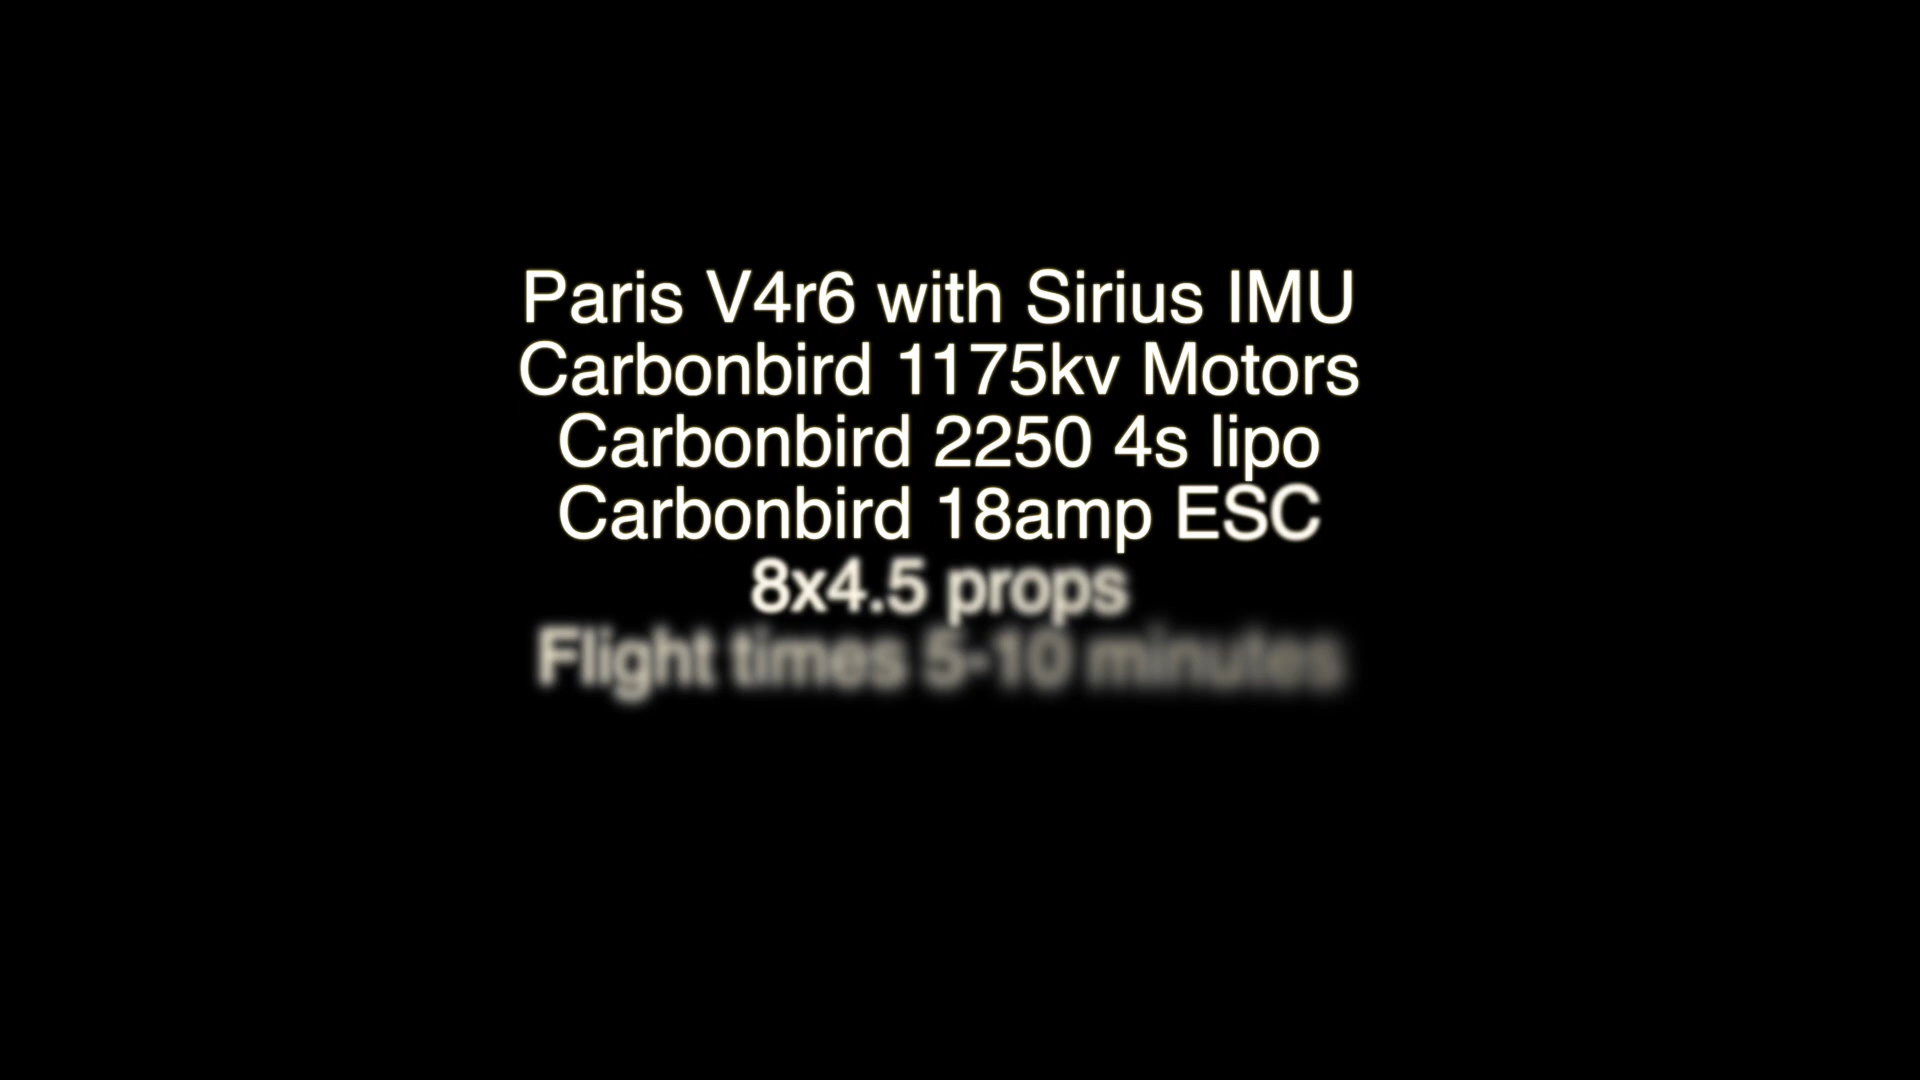 Paris V4r6 with Sirius IMU
Carbonbird 1175kv Motors
Carbonbird 2250 4s lipo
Carbonbird 18amp ESC
8x4.5 props
Flight times 5-10 minutes